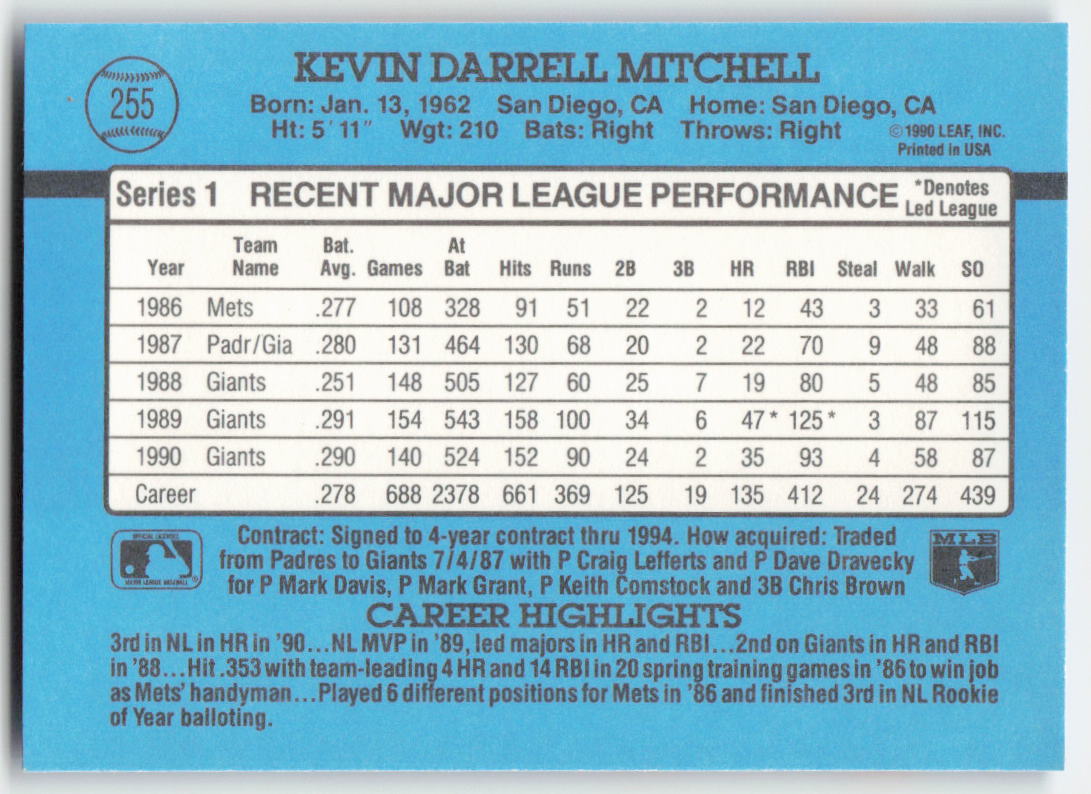 255
KEVIN DARRELL MITCHELL
Born: Jan. 13, 1962 San Diego, CA Home: San Diego, CA
Ht: 5' 11" Wgt: 210 Bats: Right Throws: Right
©1990 LEAF, INC.
Printed in USA
Series 1 RECENT MAJOR LEAGUE PERFORMANCE
*Denotes
Led League
Year Team Name Bat. Avg. Games At Bat Hits Runs 2B 3B HR RBI Steal Walk SO
1986 Mets .277 108 328 91 51 22 2 12 43 3 33 61
1987 Padr/Gia .280 131 464 130 68 20 2 22 70 9 48 88
1988 Giants .251 148 505 127 60 25 7 19 80 5 48 85
1989 Giants .291 154 543 158 100 34 6 47* 125* 3 87 115
1990 Giants .290 140 524 152 90 24 2 35 93 4 58 87
Career .278 688 2378 661 369 125 19 135 412 24 274 439
OFFICIAL LICENSEE
MAJOR LEAGUE BASEBALL®
Contract: Signed to 4-year contract thru 1994. How acquired: Traded
from Padres to Giants 7/4/87 with P Craig Lefferts and P Dave Dravecky
for P Mark Davis, P Mark Grant, P Keith Comstock and 3B Chris Brown
MLB
CAREER HIGHLIGHTS
3rd in NL in HR in '90...NL MVP in '89, led majors in HR and RBI...2nd on Giants in HR and RBI
in '88...Hit .353 with team-leading 4 HR and 14 RBI in 20 spring training games in '86 to win job
as Mets' handyman...Played 6 different positions for Mets in '86 and finished 3rd in NL Rookie
of Year balloting.